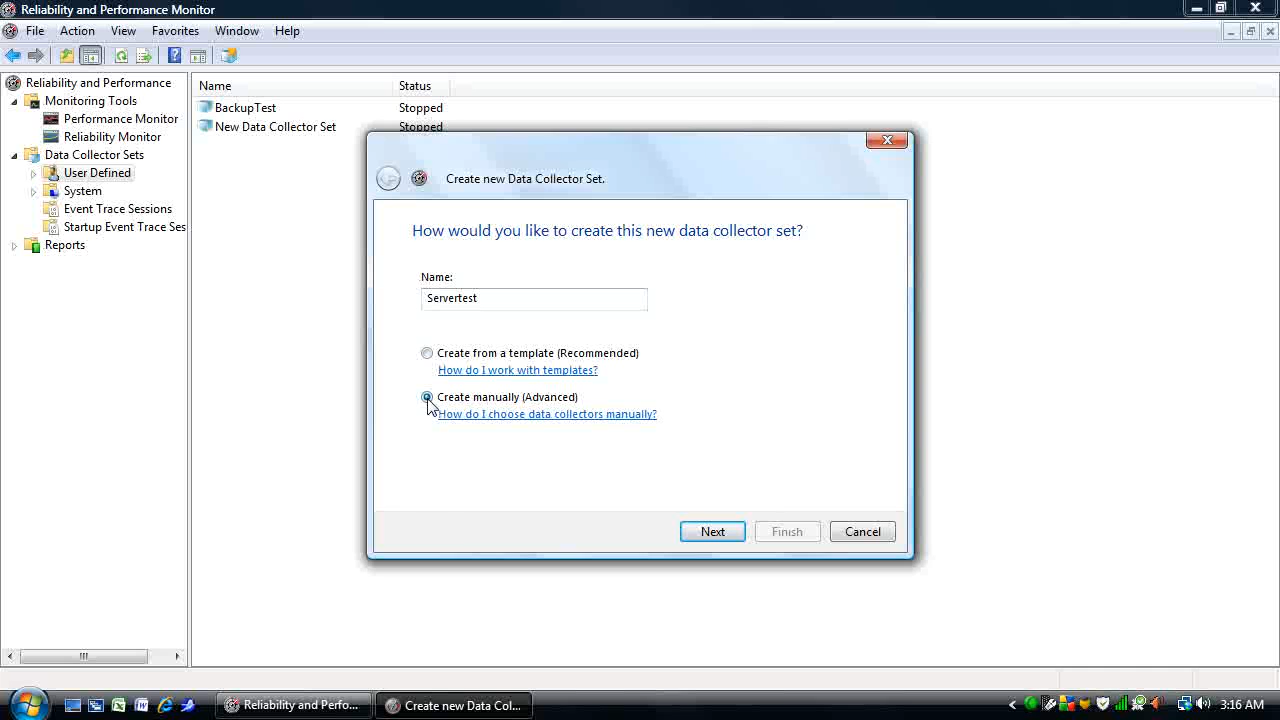 Reliability and Performance Monitor
File Action View Favorites Window Help
Reliability and Performance
Monitoring Tools
Performance Monitor
Reliability Monitor
Data Collector Sets
User Defined
System
Event Trace Sessions
Startup Event Trace Ses
Reports
Name Status
BackupTest Stopped
New Data Collector Set Stopped
Create new Data Collector Set.
How would you like to create this new data collector set?
Name:
Servertest
Create from a template (Recommended)
How do I work with templates?
Create manually (Advanced)
How do I choose data collectors manually?
Next Finish Cancel
Reliability and Perfo... Create new Data Col... 3:16 AM